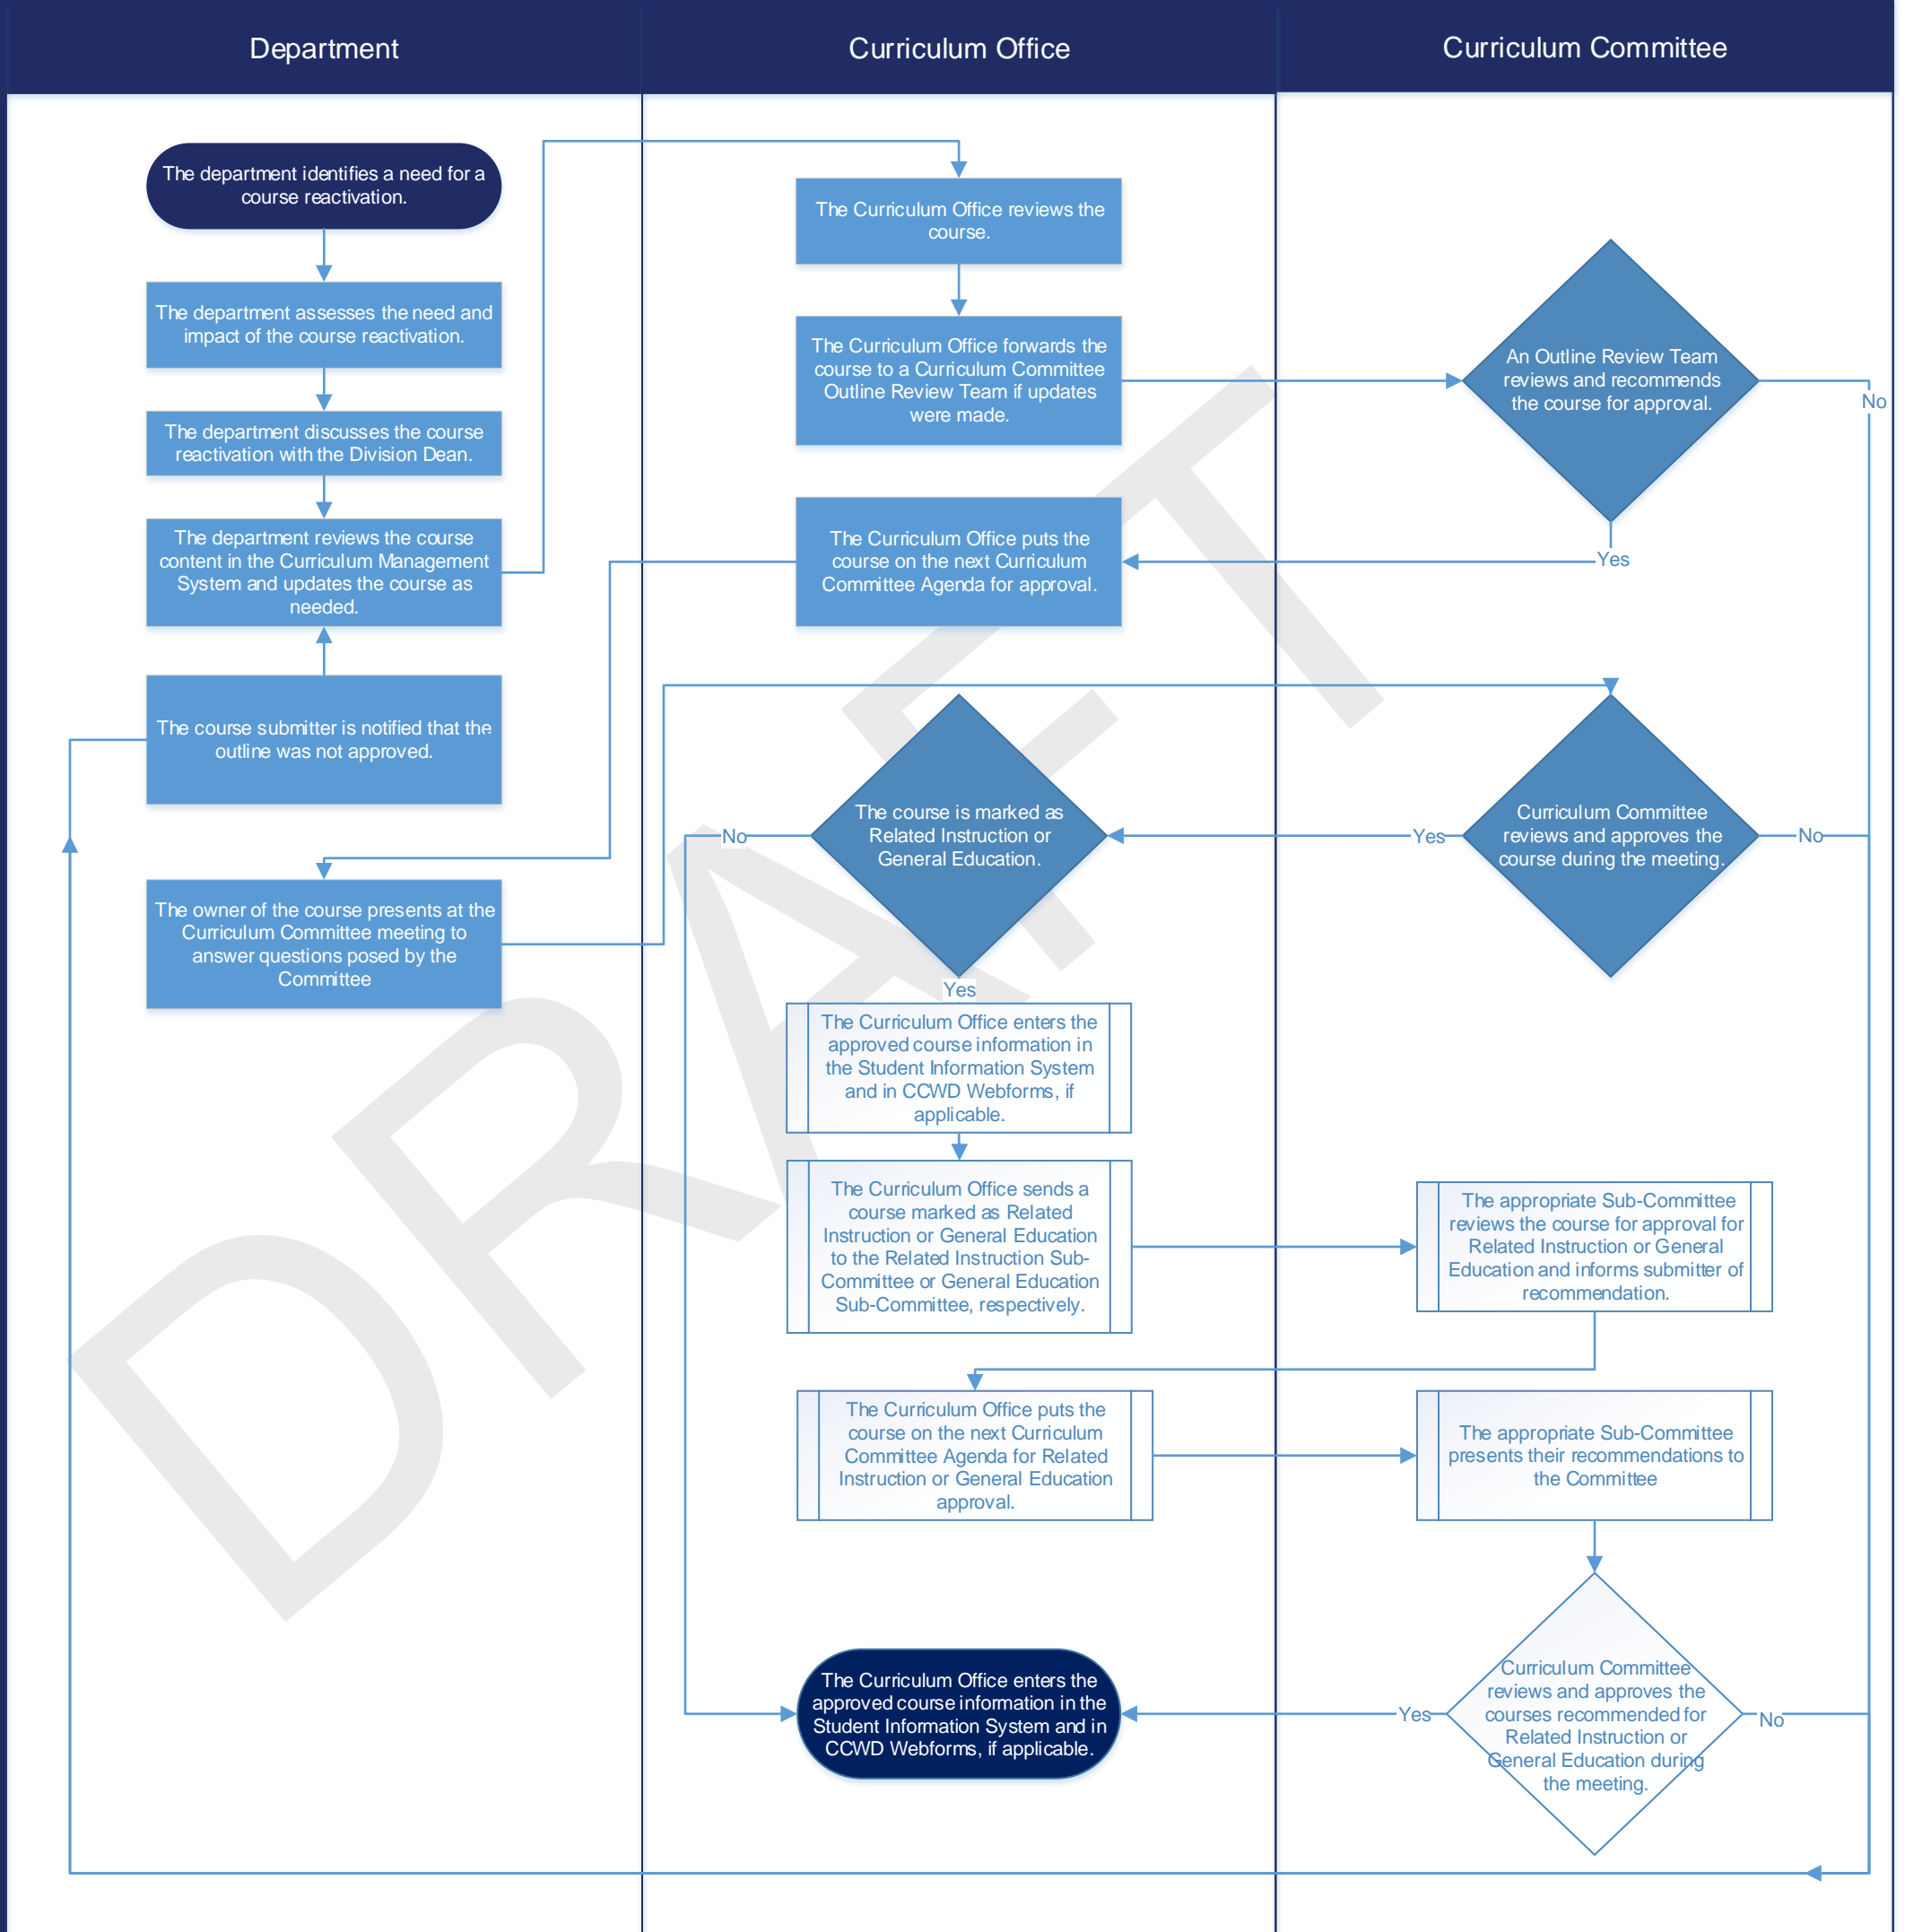 Department
Curriculum Office
Curriculum Committee
The department identifies a need for a
course reactivation.
The department assesses the need and
impact of the course reactivation.
The department discusses the course
reactivation with the Division Dean.
The department reviews the course
content in the Curriculum Management
System and updates the course as
needed.
The course submitter is notified that the
outline was not approved.
The owner of the course presents at the
Curriculum Committee meeting to
answer questions posed by the
Committee
The Curriculum Office reviews the
course.
The Curriculum Office forwards the
course to a Curriculum Committee
Outline Review Team if updates
were made.
An Outline Review Team
reviews and recommends
the course for approval.
No
Yes
The Curriculum Office puts the
course on the next Curriculum
Committee Agenda for approval.
Curriculum Committee
reviews and approves the
course during the meeting.
No
Yes
The course is marked as
Related Instruction or
General Education.
No
Yes
The Curriculum Office enters the
approved course information in
the Student Information System
and in CCWD Webforms, if
applicable.
The Curriculum Office sends a
course marked as Related
Instruction or General Education
to the Related Instruction Sub-
Committee or General Education
Sub-Committee, respectively.
The appropriate Sub-Committee
reviews the course for approval for
Related Instruction or General
Education and informs submitter of
recommendation.
The Curriculum Office puts the
course on the next Curriculum
Committee Agenda for Related
Instruction or General Education
approval.
The appropriate Sub-Committee
presents their recommendations to
the Committee
Curriculum Committee
reviews and approves the
courses recommended for
Related Instruction or
General Education during
the meeting.
No
Yes
The Curriculum Office enters the
approved course information in the
Student Information System and in
CCWD Webforms, if applicable.
DRAFT